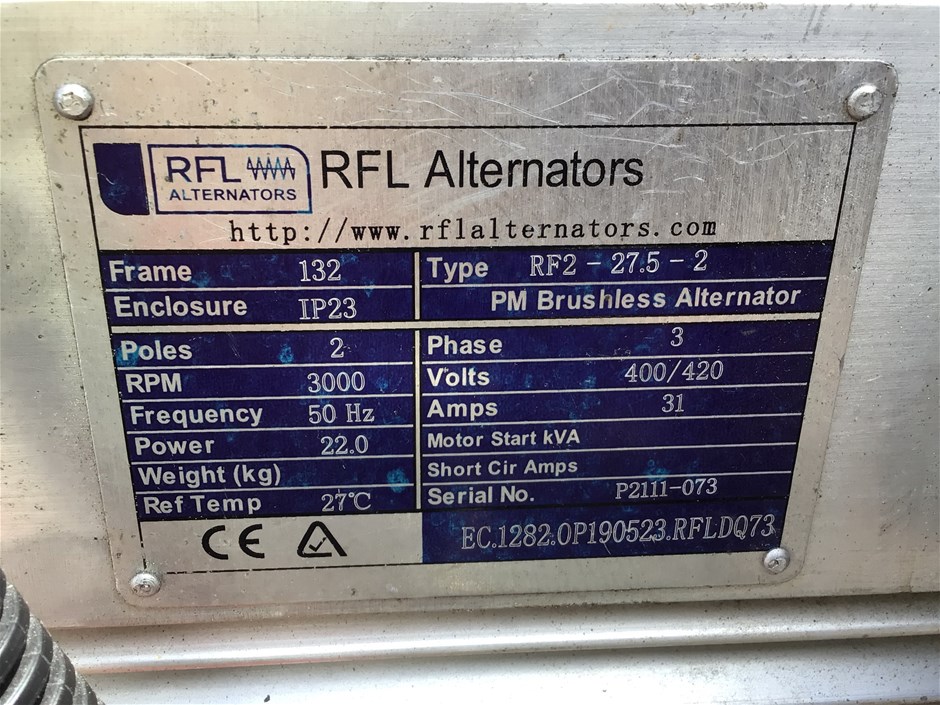 RFL
ALTERNATORS
RFL Alternators
http://www.rflalternators.com
Frame 132 Type RF2 - 27.5 - 2
Enclosure IP23 PM Brushless Alternator
Poles 2 Phase 3
RPM 3000 Volts 400/420
Frequency 50 Hz Amps 31
Power 22.0 Motor Start kVA
Weight (kg) Short Cir Amps
Ref Temp 27℃ Serial No. P2111-073
CE EC.1282.0P190523.RFLDQ73